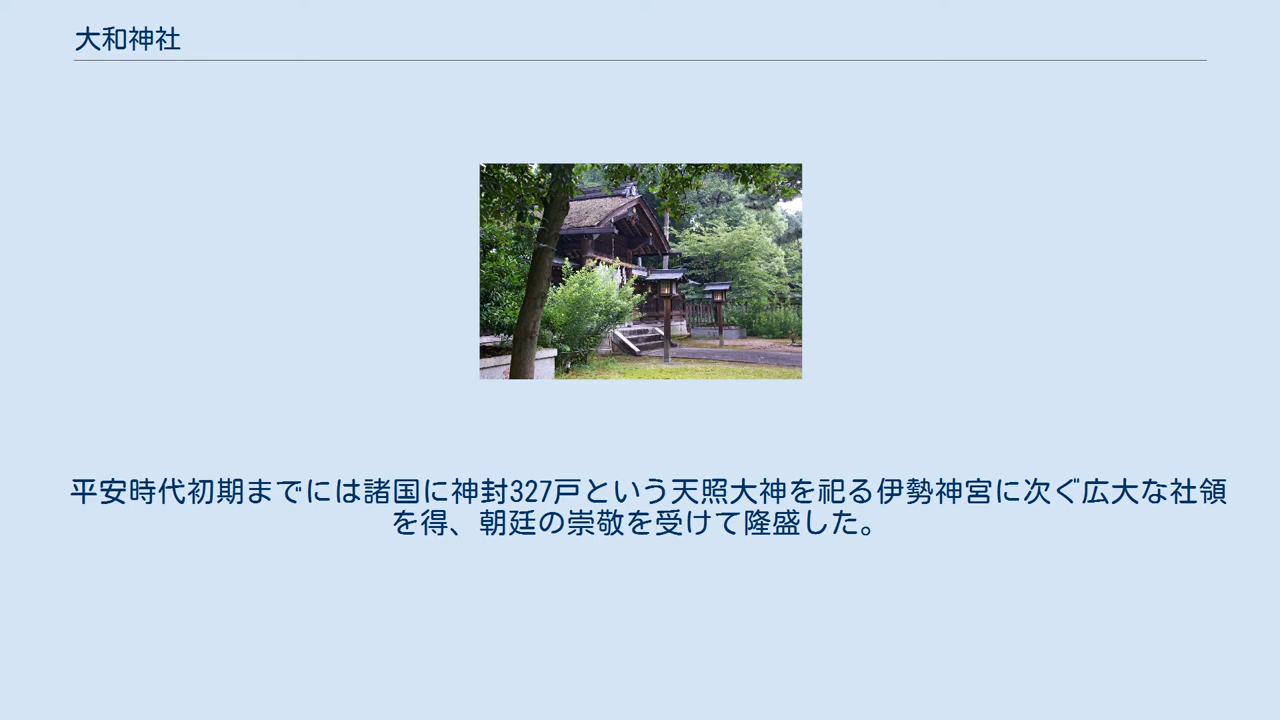 大和神社
平安時代初期までには諸国に神封327戸という天照大神を祀る伊勢神宮に次ぐ広大な社領
を得、朝廷の崇敬を受けて隆盛した。